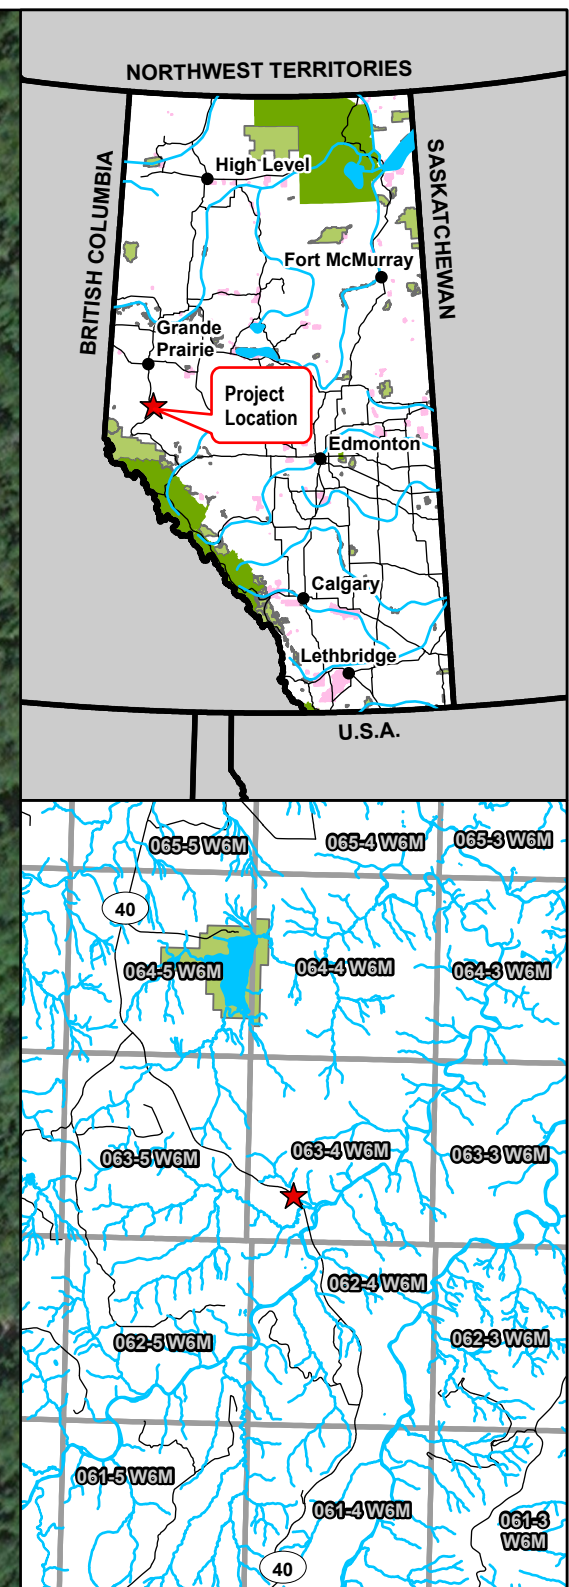 NORTHWEST TERRITORIES
BRITISH COLUMBIA
SASKATCHEWAN
High Level
Fort McMurray
Grande
Prairie
Project
Location
Edmonton
Calgary
Lethbridge
U.S.A.
065-5 W6M
065-4 W6M
065-3 W6M
40
064-5 W6M
064-4 W6M
064-3 W6M
063-5 W6M
063-4 W6M
063-3 W6M
062-4 W6M
062-5 W6M
062-3 W6M
061-5 W6M
061-4 W6M
061-3
W6M
40